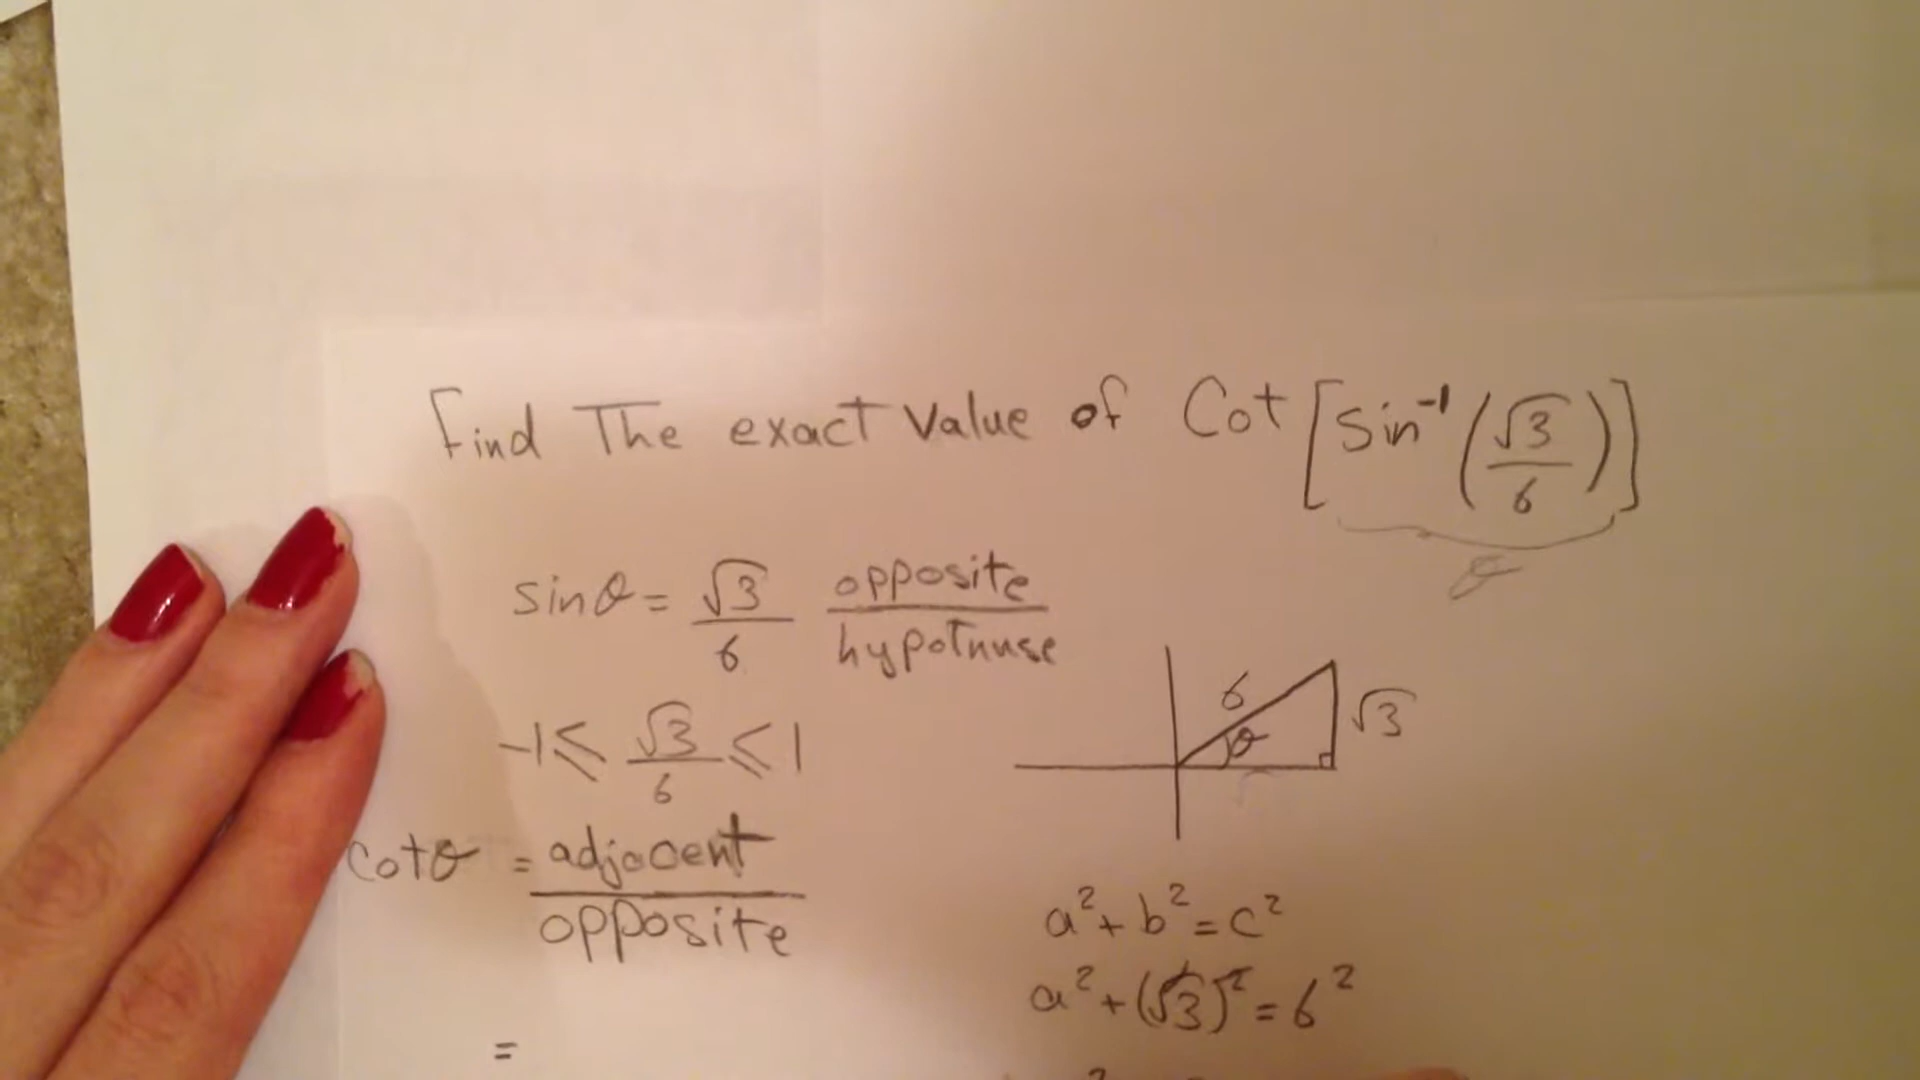 Find The exact Value of Cot [Sin⁻¹ (√3/6)]
θ
sinθ = √3/6 opposite/hypotnuse
-1 ≤ √3/6 ≤ 1
6 θ √3
cotθ = adjacent/opposite
a² + b² = c²
a² + (√3)² = 6²
=